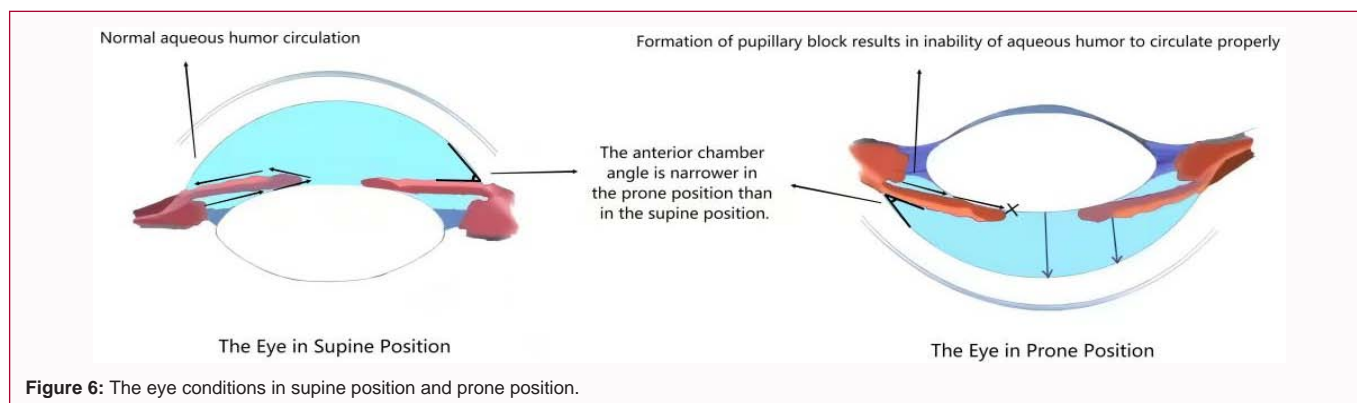 Normal aqueous humor circulation
Formation of pupillary block results in inability of aqueous humor to circulate properly
The anterior chamber
angle is narrower in
the prone position than
in the supine position.
X
The Eye in Supine Position
The Eye in Prone Position
Figure 6: The eye conditions in supine position and prone position.